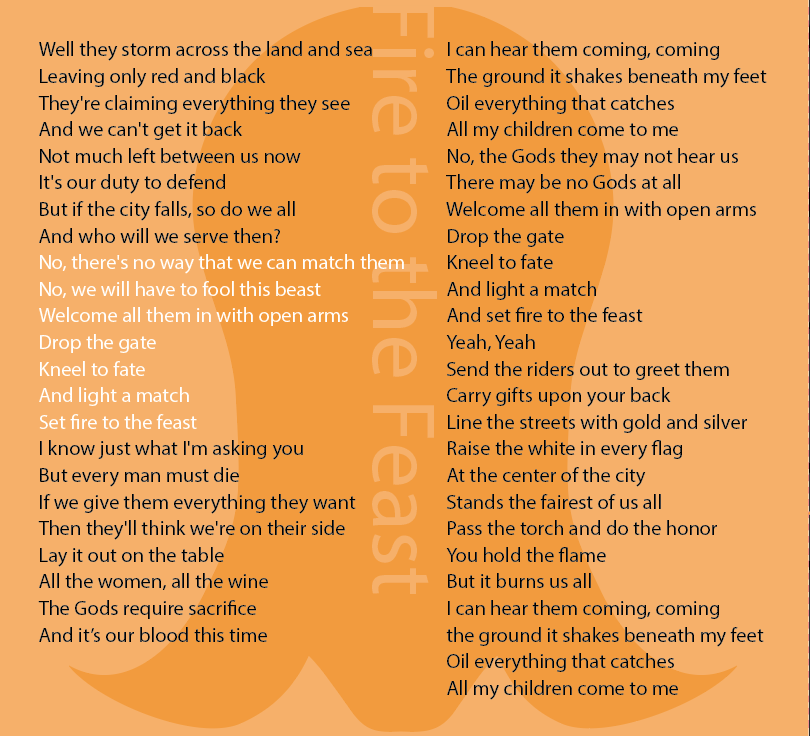 Fire to the Feast
Well they storm across the land and sea
Leaving only red and black
They're claiming everything they see
And we can't get it back
Not much left between us now
It's our duty to defend
But if the city falls, so do we all
And who will we serve then?
No, there's no way that we can match them
No, we will have to fool this beast
Welcome all them in with open arms
Drop the gate
Kneel to fate
And light a match
Set fire to the feast
I know just what I'm asking you
But every man must die
If we give them everything they want
Then they'll think we're on their side
Lay it out on the table
All the women, all the wine
The Gods require sacrifice
And it’s our blood this time
I can hear them coming, coming
The ground it shakes beneath my feet
Oil everything that catches
All my children come to me
No, the Gods they may not hear us
There may be no Gods at all
Welcome all them in with open arms
Drop the gate
Kneel to fate
And light a match
And set fire to the feast
Yeah, Yeah
Send the riders out to greet them
Carry gifts upon your back
Line the streets with gold and silver
Raise the white in every flag
At the center of the city
Stands the fairest of us all
Pass the torch and do the honor
You hold the flame
But it burns us all
I can hear them coming, coming
the ground it shakes beneath my feet
Oil everything that catches
All my children come to me